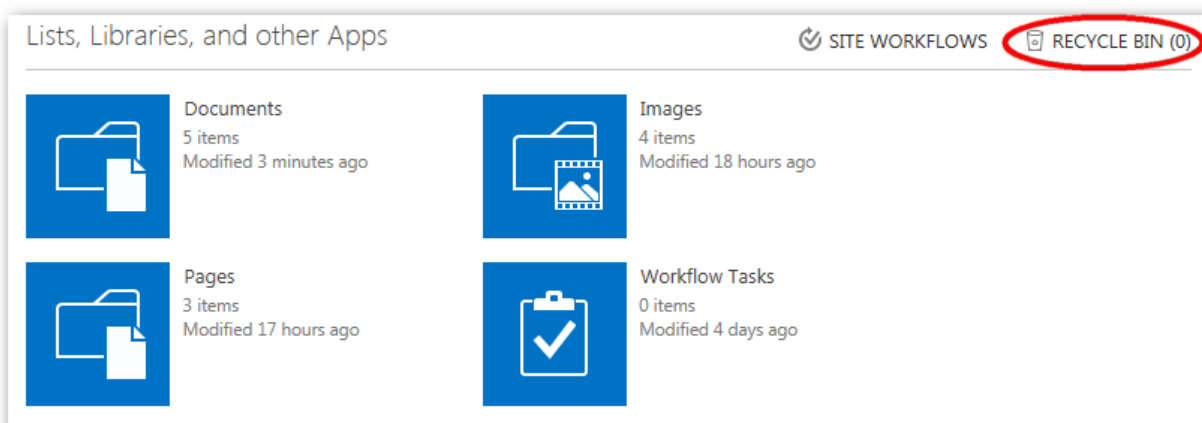 Lists, Libraries, and other Apps
SITE WORKFLOWS
RECYCLE BIN (0)
Documents
5 items
Modified 3 minutes ago
Images
4 items
Modified 18 hours ago
Pages
3 items
Modified 17 hours ago
Workflow Tasks
0 items
Modified 4 days ago